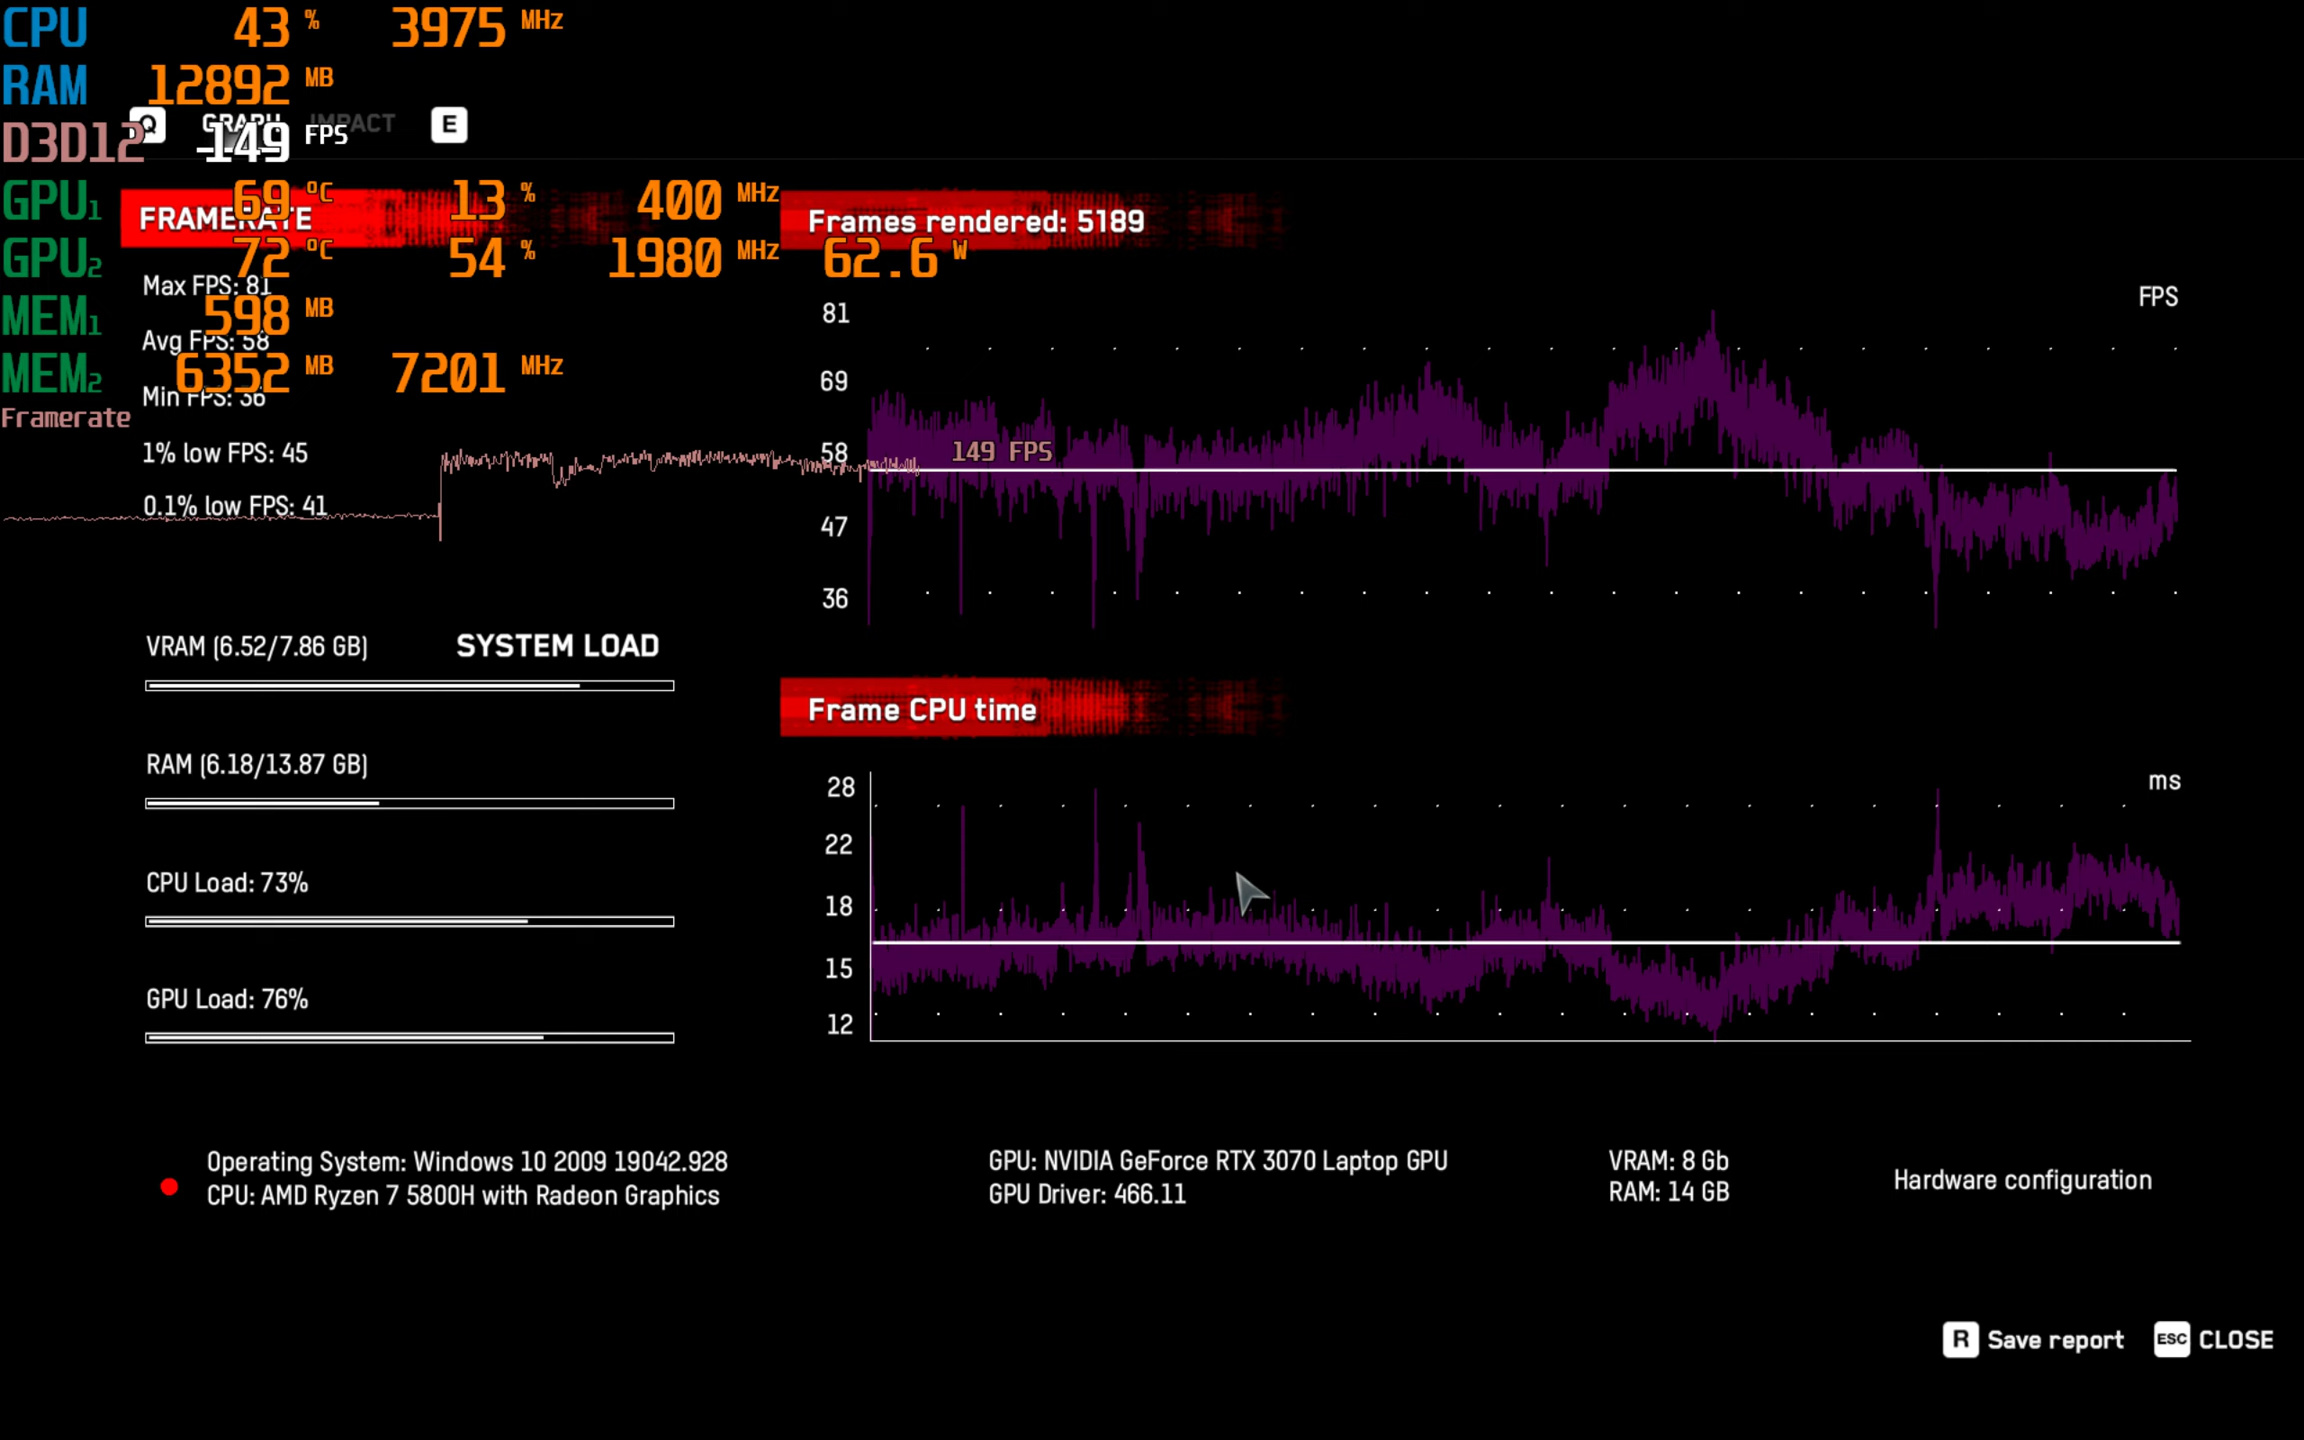 CPU 43 % 3975 MHz
RAM 12892 MB
Q GRAPH IMPACT E
D3D12 149 FPS
GPU1 69 °C 13 % 400 MHz
FRAMERATE
Frames rendered: 5189
GPU2 72 °C 54 % 1980 MHz 62.6 W
Max FPS: 81
MEM1 598 MB
Avg FPS: 58
MEM2 6352 MB 7201 MHz
Min FPS: 36
Framerate
1% low FPS: 45
0.1% low FPS: 41
149 FPS
FPS
81
69
58
47
36
VRAM (6.52/7.86 GB) SYSTEM LOAD
RAM (6.18/13.87 GB)
CPU Load: 73%
GPU Load: 76%
Frame CPU time
ms
28
22
18
15
12
Operating System: Windows 10 2009 19042.928
CPU: AMD Ryzen 7 5800H with Radeon Graphics
GPU: NVIDIA GeForce RTX 3070 Laptop GPU
GPU Driver: 466.11
VRAM: 8 Gb
RAM: 14 GB
Hardware configuration
R Save report ESC CLOSE